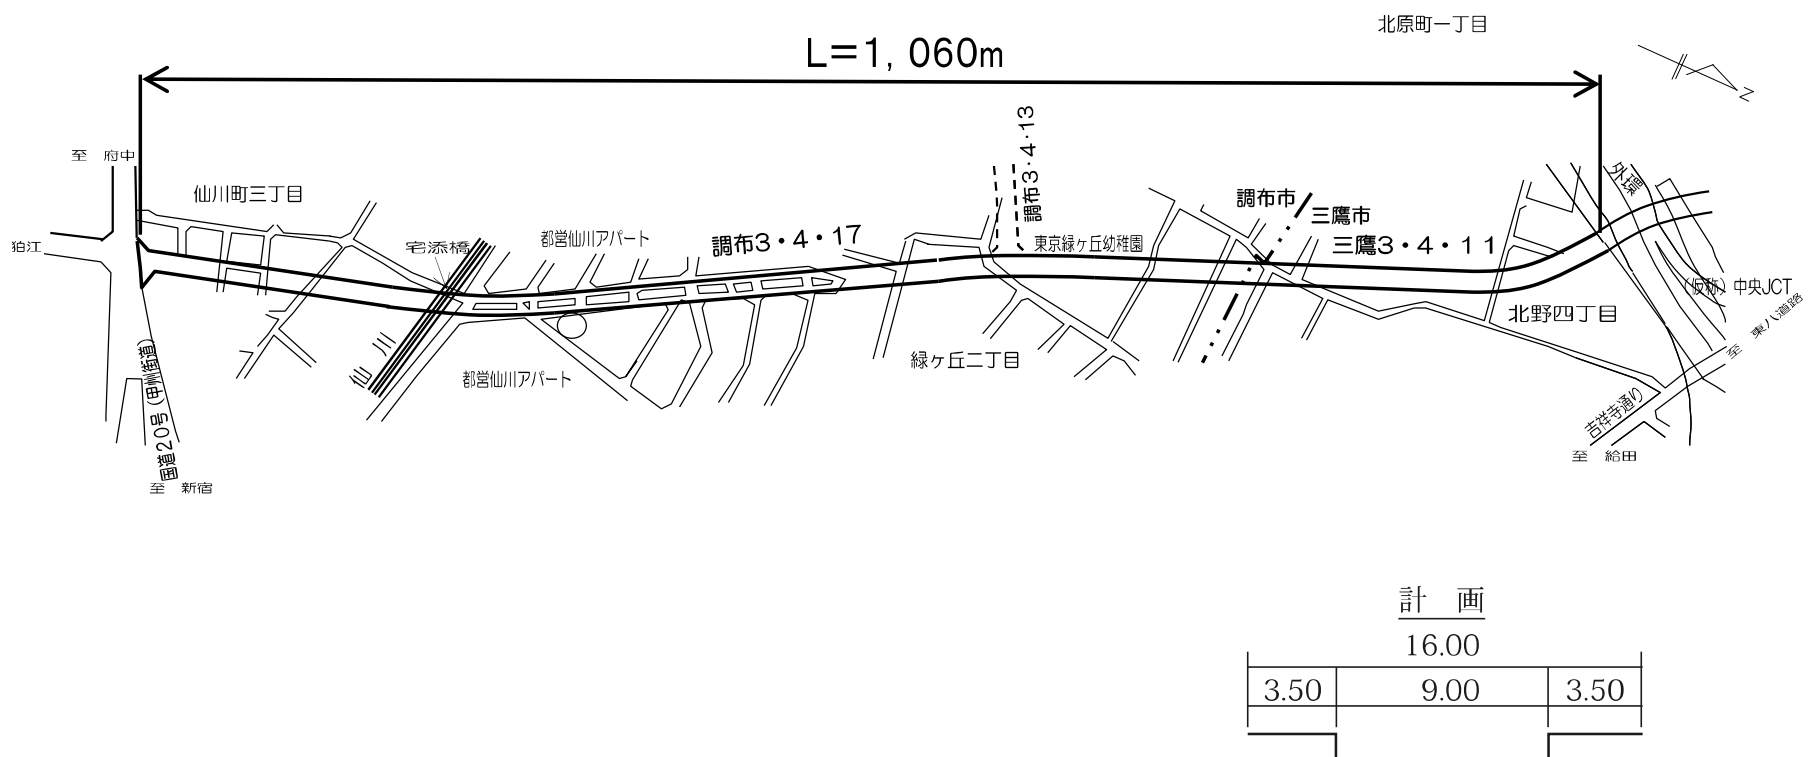 北原町一丁目
L=1, 060m
N
至　府中
仙川町三丁目
狛江
宅添橋
都営仙川アパート
調布3・4・17
調布3・4・13
東京緑ヶ丘幼稚園
調布市
三鷹市
三鷹3・4・11
外環
(仮称) 中央JCT
北野四丁目
至　東八道路
仙　川
都営仙川アパート
緑ヶ丘二丁目
吉祥寺通り
至　給田
国道20号(甲州街道)
至　新宿
計　画
16.00
3.50
9.00
3.50